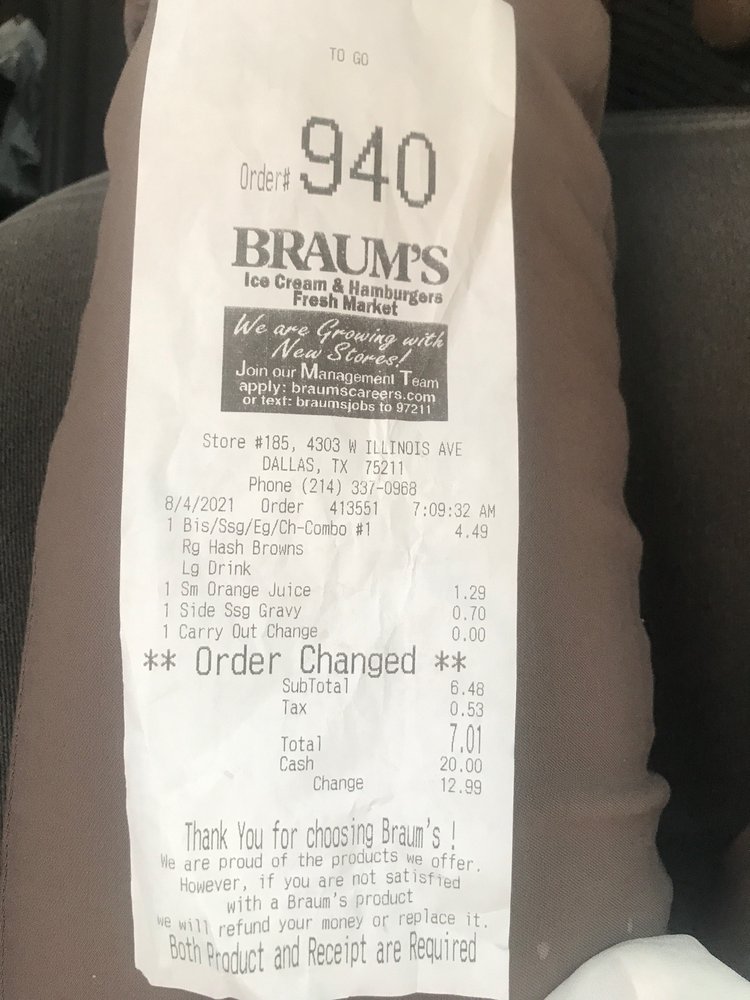 TO GO
Order# 940
BRAUM'S
Ice Cream & Hamburgers
Fresh Market
We are Growing with
New Stores!
Join our Management Team
apply: braumscareers.com
or text: braumsjobs to 97211
Store #185, 4303 W ILLINOIS AVE
DALLAS, TX 75211
Phone (214) 337-0968
8/4/2021 Order 413551 7:09:32 AM
1 Bis/Ssg/Eg/Ch-Combo #1 4.49
Rg Hash Browns
Lg Drink
1 Sm Orange Juice 1.29
1 Side Ssg Gravy 0.70
1 Carry Out Change 0.00
** Order Changed **
SubTotal 6.48
Tax 0.53
Total 7.01
Cash 20.00
Change 12.99
Thank You for choosing Braum's !
We are proud of the products we offer.
However, if you are not satisfied
with a Braum's product
we will refund your money or replace it.
Both Product and Receipt are Required